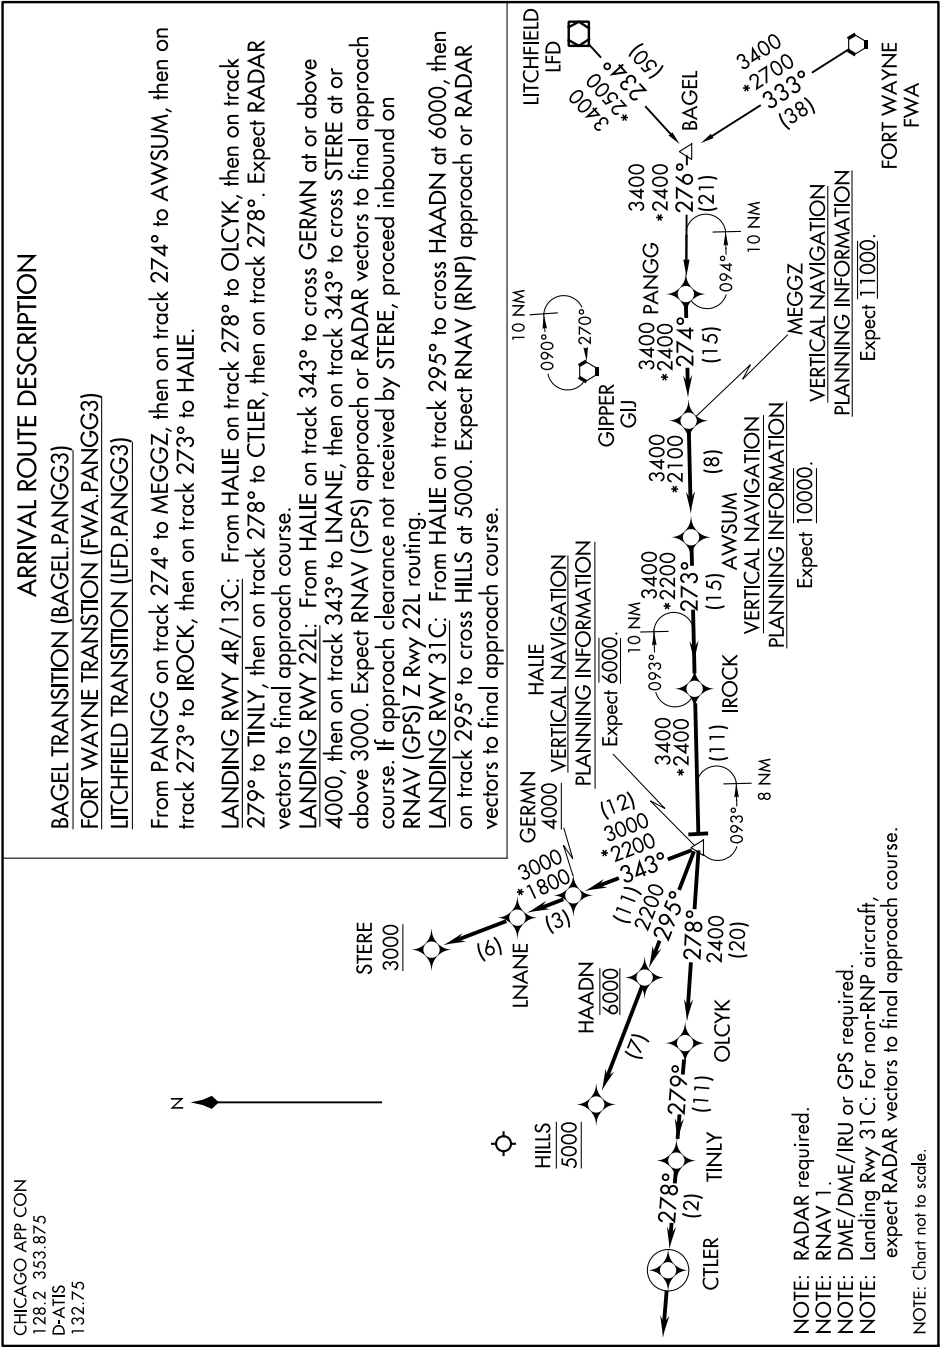 CHICAGO APP CON
128.2 353.875
D-ATIS
132.75
ARRIVAL ROUTE DESCRIPTION
BAGEL TRANSITION (BAGEL.PANGG3)
FORT WAYNE TRANSTION (FWA.PANGG3)
LITCHFIELD TRANSITION (LFD.PANGG3)
From PANGG on track 274° to MEGGZ, then on track 274° to AWSUM, then on
track 273° to IROCK, then on track 273° to HALIE.
LANDING RWY 4R/13C: From HALIE on track 278° to OLCYK, then on track
279° to TINLY, then on track 278° to CTLER, then on track 278°. Expect RADAR
vectors to final approach course.
LANDING RWY 22L: From HALIE on track 343° to cross GERMN at or above
4000, then on track 343° to LNANE, then on track 343° to cross STERE at or
above 3000. Expect RNAV (GPS) approach or RADAR vectors to final approach
course. If approach clearance not received by STERE, proceed inbound on
RNAV (GPS) Z Rwy 22L routing.
LANDING RWY 31C: From HALIE on track 295° to cross HAADN at 6000, then
on track 295° to cross HILLS at 5000. Expect RNAV (RNP) approach or RADAR
vectors to final approach course.
N
STERE
3000
(6)
LNANE
(3)
3000
*1800
GERMN
4000
(12)
3000
*2200
343°
HALIE
VERTICAL NAVIGATION
PLANNING INFORMATION
Expect 6000.
HILLS
5000
(7)
HAADN
6000
(11)
2200
295°
CTLER
278°
(2)
TINLY
279°
(11)
OLCYK
278°
2400
(20)
093°
8 NM
3400
*2400
(11)
IROCK
10 NM
093°
3400
*2200
273°
(15)
AWSUM
VERTICAL NAVIGATION
PLANNING INFORMATION
Expect 10000.
3400
*2100
(8)
MEGGZ
VERTICAL NAVIGATION
PLANNING INFORMATION
Expect 11000.
GIPPER
GIJ
10 NM
090°
270°
3400
*2400
274°
(15)
PANGG
094°
10 NM
3400
*2400
276°
(21)
BAGEL
LITCHFIELD
LFD
3400
*2500
234°
(50)
3400
*2700
333°
(38)
FORT WAYNE
FWA
NOTE: RADAR required.
NOTE: RNAV 1.
NOTE: DME/DME/IRU or GPS required.
NOTE: Landing Rwy 31C: For non-RNP aircraft,
expect RADAR vectors to final approach course.
NOTE: Chart not to scale.